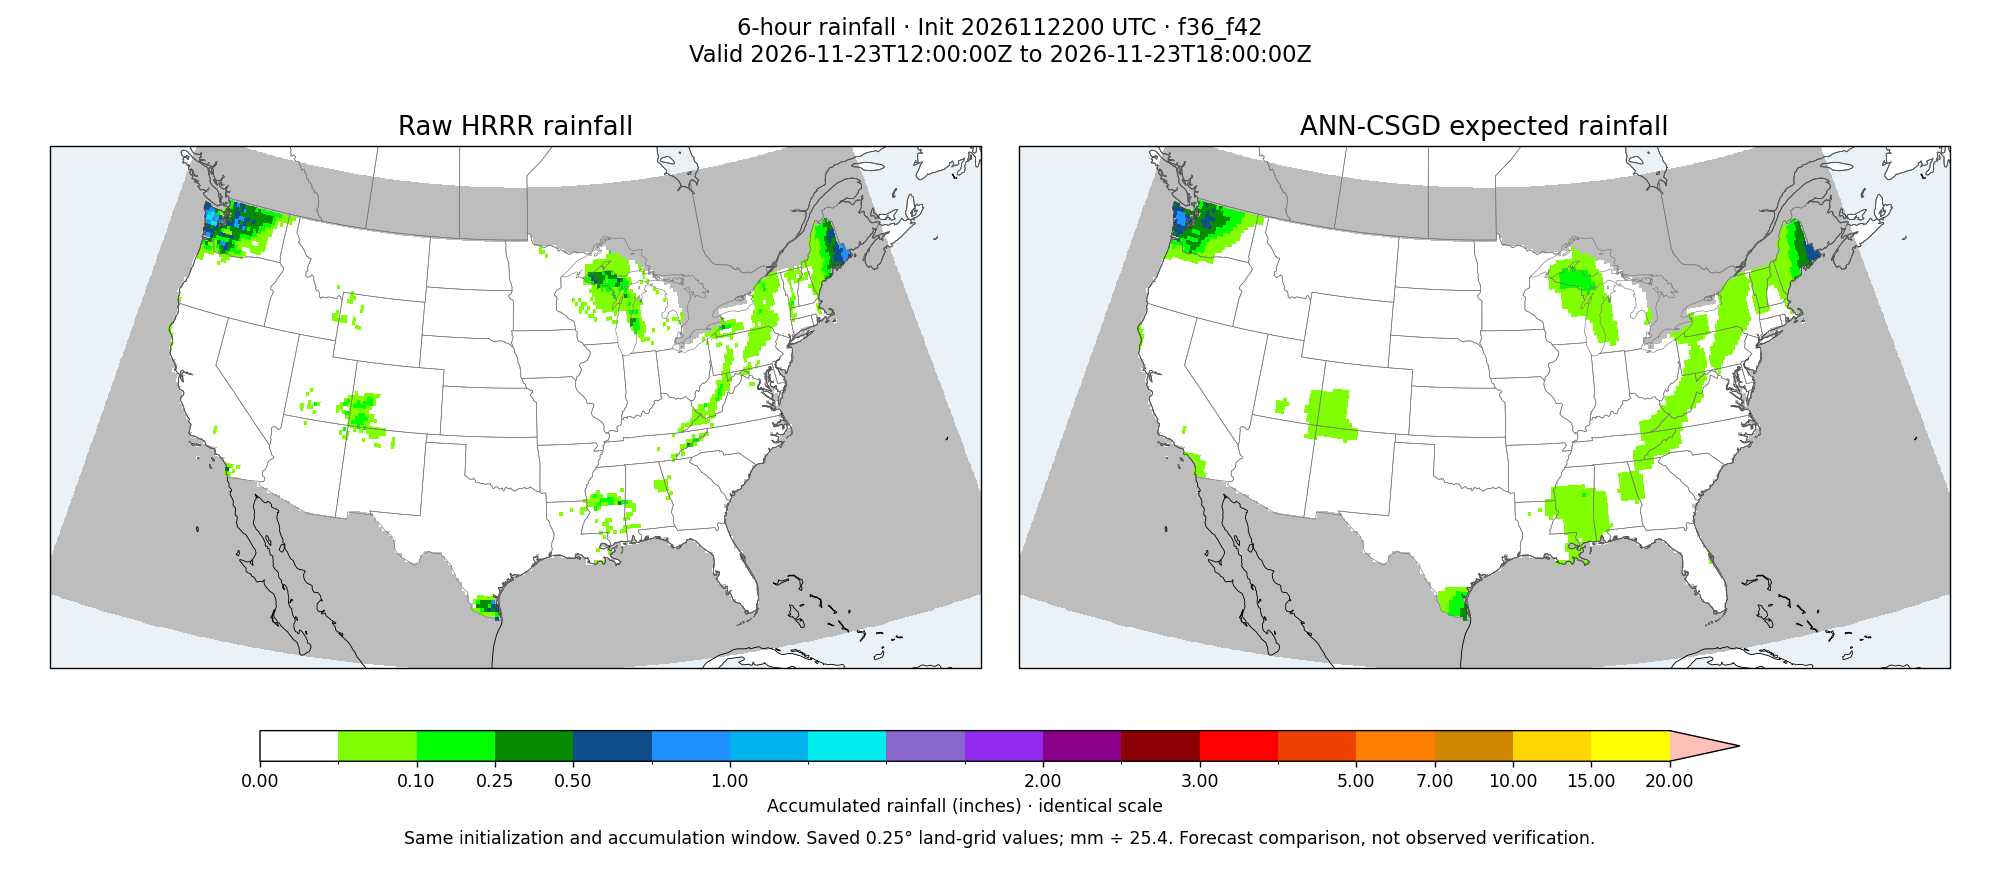 6-hour rainfall · Init 2026112200 UTC · f36_f42
Valid 2026-11-23T12:00:00Z to 2026-11-23T18:00:00Z
Raw HRRR rainfall
ANN-CSGD expected rainfall
0.00 0.10 0.25 0.50 1.00 2.00 3.00 5.00 7.00 10.00 15.00 20.00
Accumulated rainfall (inches) · identical scale
Same initialization and accumulation window. Saved 0.25° land-grid values; mm ÷ 25.4. Forecast comparison, not observed verification.